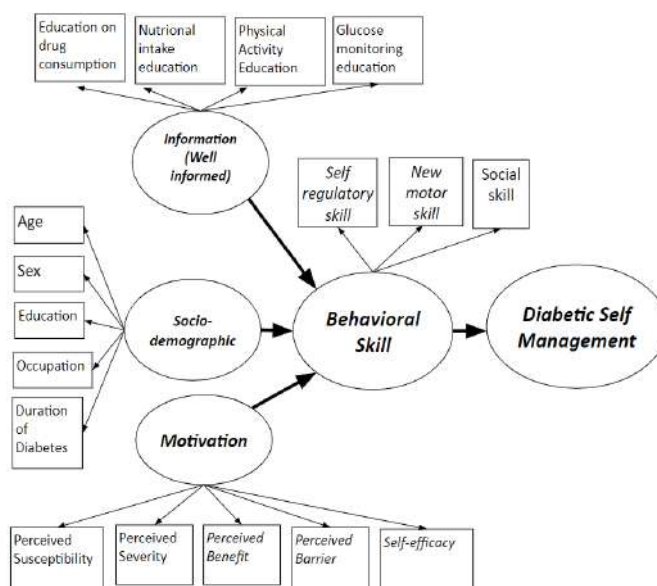 Education on
drug
consumption
Nutrional
intake
education
Physical
Activity
Education
Glucose
monitoring
education
Information
(Well
informed)
Self
regulatory
skill
New
motor
skill
Social
skill
Age
Sex
Education
Occupation
Duration
of
Diabetes
Socio-
demographic
Behavioral
Skill
Diabetic Self
Management
Motivation
Perceived
Susceptibility
Perceived
Severity
Perceived
Benefit
Perceived
Barrier
Self-efficacy